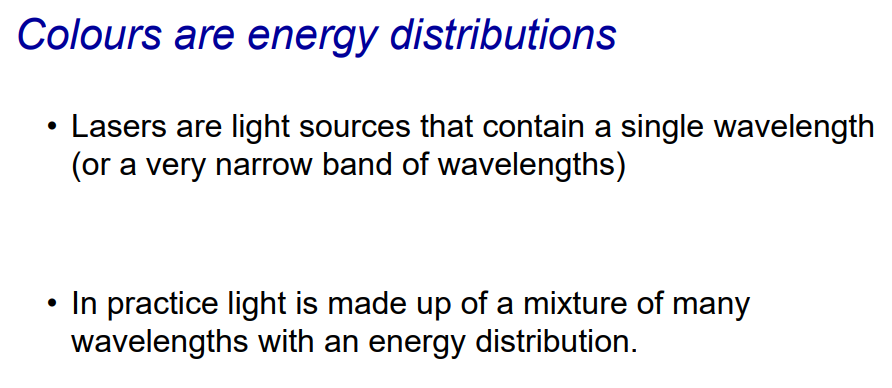 Colours are energy distributions
• Lasers are light sources that contain a single wavelength
(or a very narrow band of wavelengths)
• In practice light is made up of a mixture of many
wavelengths with an energy distribution.